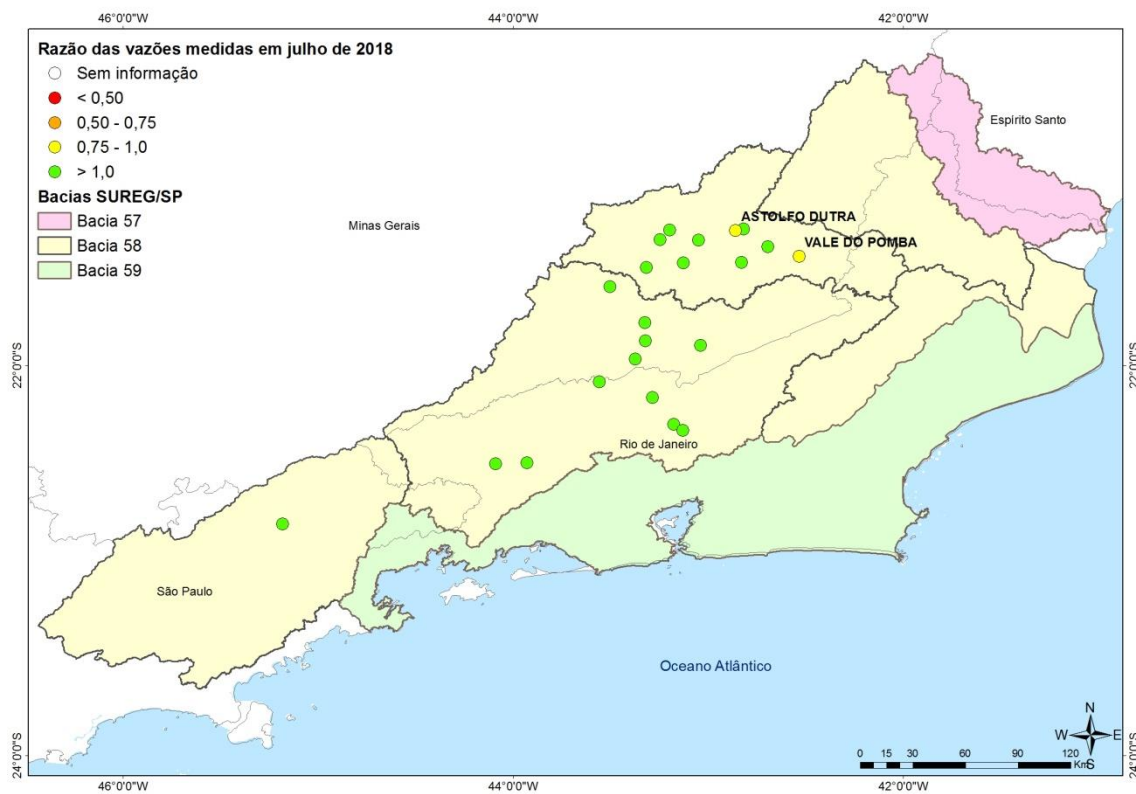 46°0'0"W
44°0'0"W
42°0'0"W
Razão das vazões medidas em julho de 2018
Sem informação
< 0,50
0,50 - 0,75
0,75 - 1,0
> 1,0
Bacias SUREG/SP
Bacia 57
Bacia 58
Bacia 59
Espírito Santo
Minas Gerais
ASTOLFO DUTRA
VALE DO POMBA
22°0'0"S
22°0'0"S
Rio de Janeiro
São Paulo
Oceano Atlântico
N
W
E
S
0 15 30 60 90 120
Km
24°0'0"S
24°0'0"S
46°0'0"W
44°0'0"W
42°0'0"W